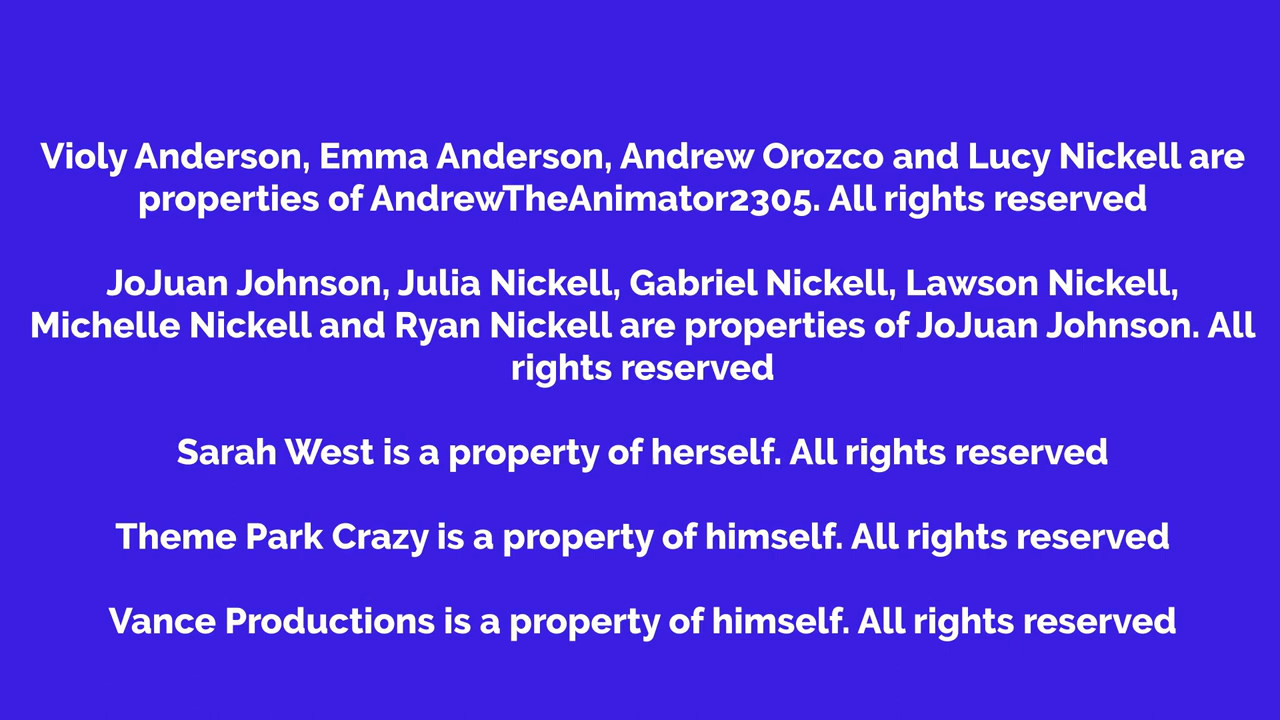 Violy Anderson, Emma Anderson, Andrew Orozco and Lucy Nickell are
properties of AndrewTheAnimator2305. All rights reserved
JoJuan Johnson, Julia Nickell, Gabriel Nickell, Lawson Nickell,
Michelle Nickell and Ryan Nickell are properties of JoJuan Johnson. All
rights reserved
Sarah West is a property of herself. All rights reserved
Theme Park Crazy is a property of himself. All rights reserved
Vance Productions is a property of himself. All rights reserved